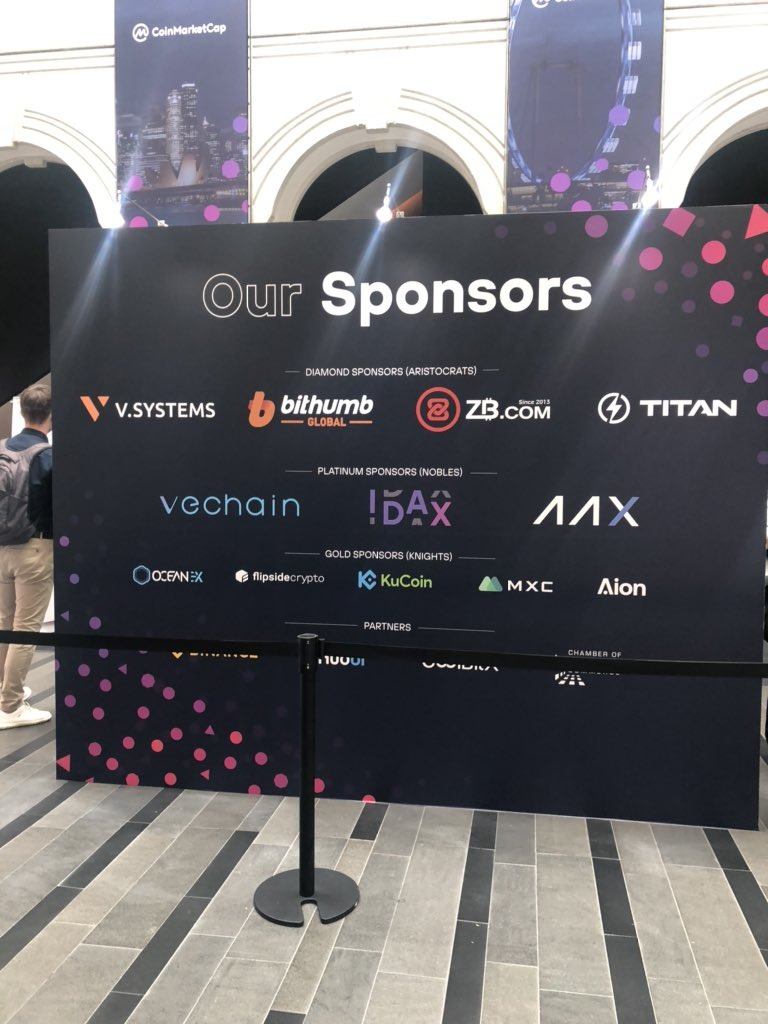 CoinMarketCap
Our Sponsors
DIAMOND SPONSORS (ARISTOCRATS)
V.SYSTEMS
bithumb
GLOBAL
Since 2013
ZB.COM
TITAN
PLATINUM SPONSORS (NOBLES)
vechain
IDAX
AAX
GOLD SPONSORS (KNIGHTS)
OCEANEX
flipsidecrypto
KuCoin
MXC
Aion
PARTNERS
BINANCE
CHAMBER OF